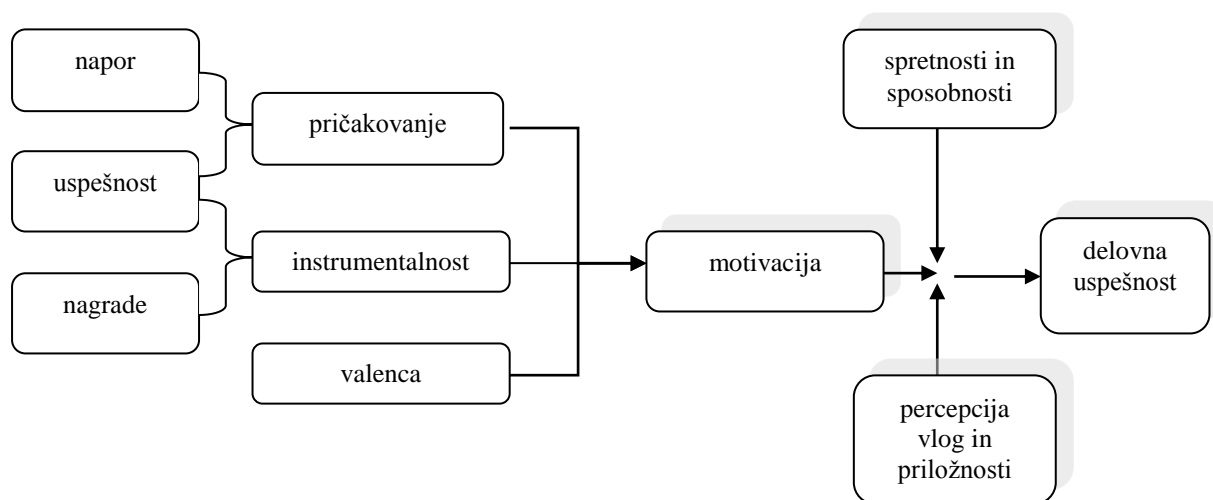 napor
uspešnost
nagrade
pričakovanje
instrumentalnost
valenca
motivacija
spretnosti in
sposobnosti
percepcija
vlog in
priložnosti
delovna
uspešnost